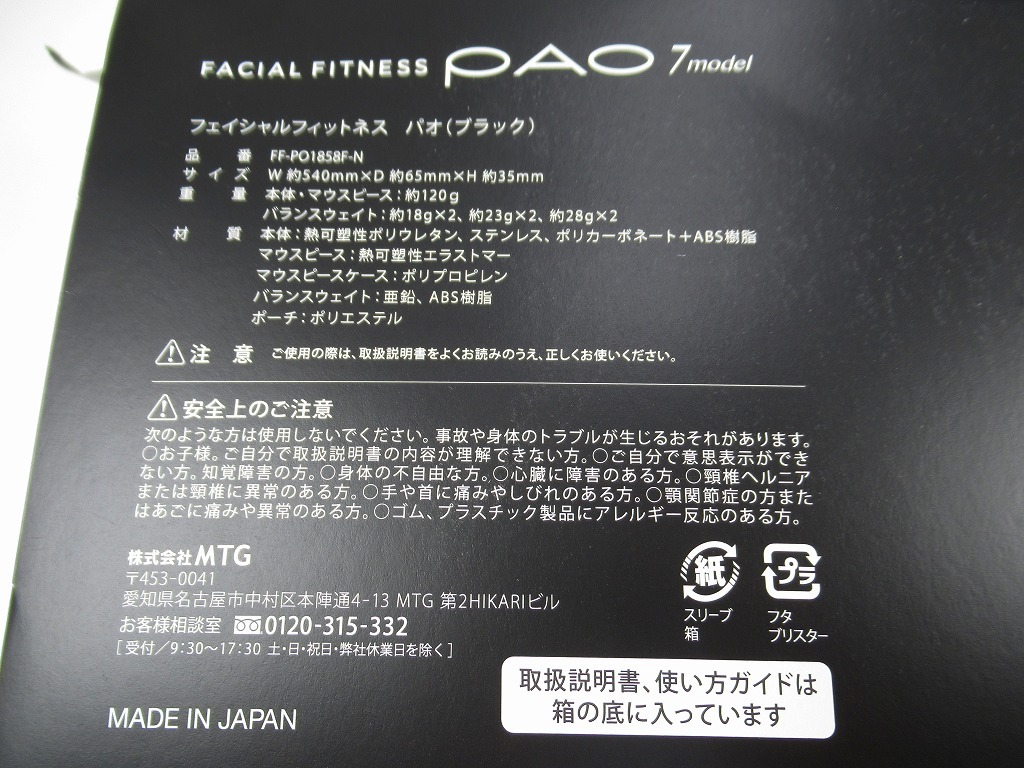 FACIAL FITNESS PAO 7model
フェイシャルフィットネス パオ（ブラック）
品 番 FF-PO1858F-N
サイズ W 約540mm×D 約65mm×H 約35mm
重 量 本体・マウスピース：約120g
バランスウェイト：約18g×2、約23g×2、約28g×2
材 質 本体：熱可塑性ポリウレタン、ステンレス、ポリカーボネート＋ABS樹脂
マウスピース：熱可塑性エラストマー
マウスピースケース：ポリプロピレン
バランスウェイト：亜鉛、ABS樹脂
ポーチ：ポリエステル
注 意 ご使用の際は、取扱説明書をよくお読みのうえ、正しくお使いください。
安全上のご注意
次のような方は使用しないでください。事故や身体のトラブルが生じるおそれがあります。
○お子様。ご自分で取扱説明書の内容が理解できない方。○ご自分で意思表示ができ
ない方。知覚障害の方。○身体の不自由な方。○心臓に障害のある方。○頸椎ヘルニア
または頸椎に異常のある方。○手や首に痛みやしびれのある方。○顎関節症の方また
はあごに痛みや異常のある方。○ゴム、プラスチック製品にアレルギー反応のある方。
株式会社MTG
〒453-0041
愛知県名古屋市中村区本陣通4-13 MTG 第2HIKARIビル
お客様相談室 0120-315-332
［受付／9：30～17：30 土・日・祝日・弊社休業日を除く］
紙
スリーブ
箱
プラ
フタ
ブリスター
取扱説明書、使い方ガイドは
箱の底に入っています
MADE IN JAPAN